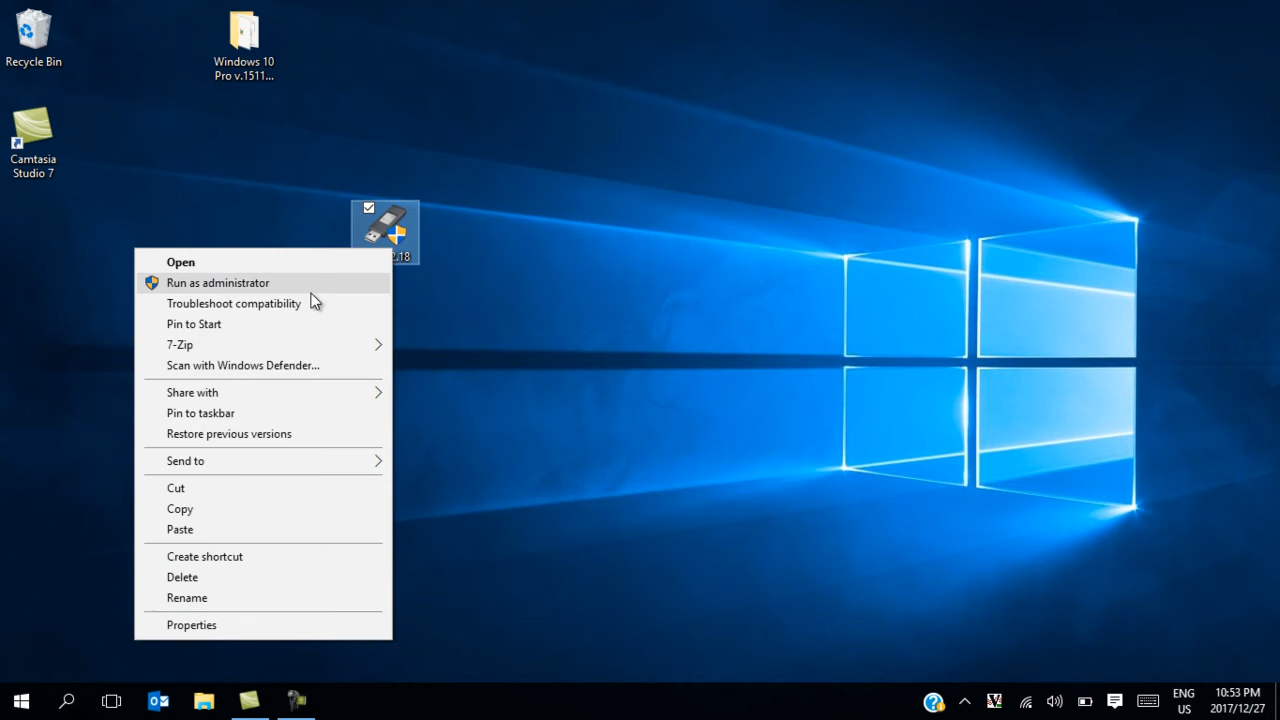 Recycle Bin
Windows 10
Pro v.1511...
Camtasia
Studio 7
2.18
Open
Run as administrator
Troubleshoot compatibility
Pin to Start
7-Zip
Scan with Windows Defender...
Share with
Pin to taskbar
Restore previous versions
Send to
Cut
Copy
Paste
Create shortcut
Delete
Rename
Properties
ENG
US
10:53 PM
2017/12/27